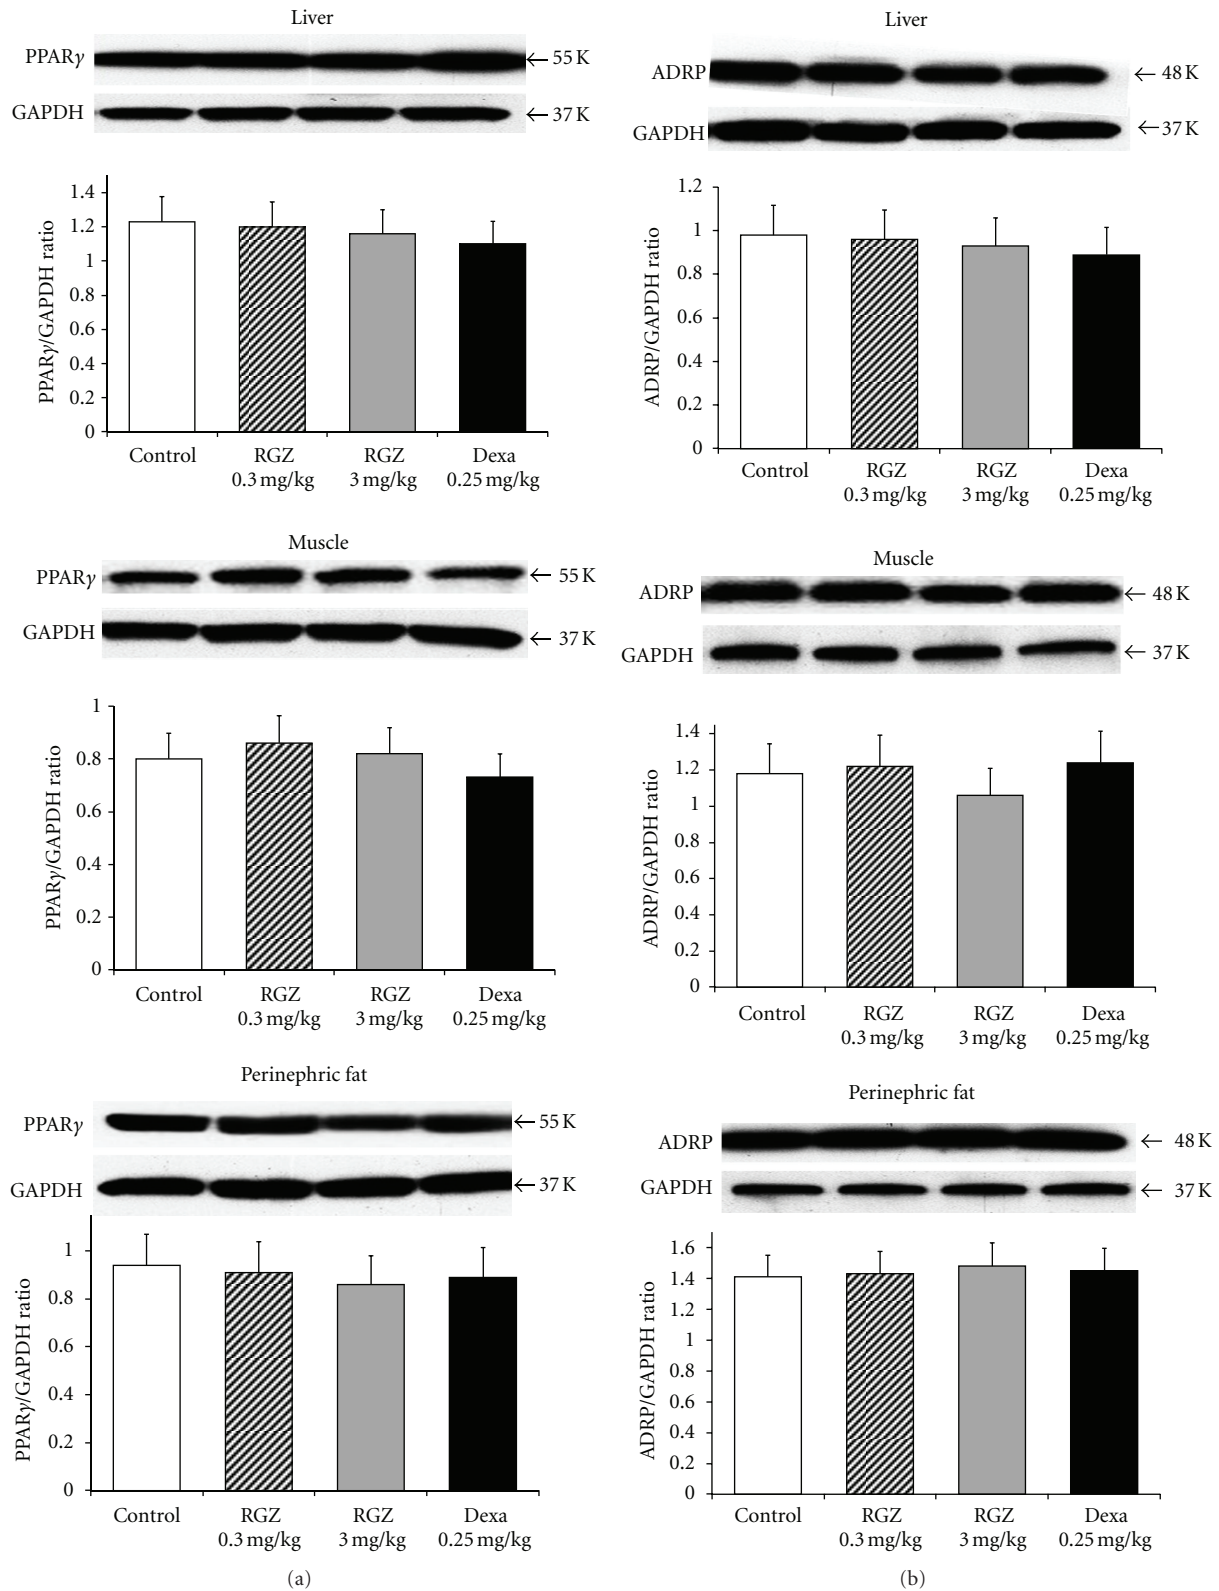 Liver
PPARγ
← 55 K
GAPDH
← 37 K
PPARγ/GAPDH ratio
1.4
1.2
1
0.8
0.6
0.4
0.2
0
Control
RGZ
0.3 mg/kg
RGZ
3 mg/kg
Dexa
0.25 mg/kg
Muscle
PPARγ
← 55 K
GAPDH
← 37 K
PPARγ/GAPDH ratio
1
0.8
0.6
0.4
0.2
0
Control
RGZ
0.3 mg/kg
RGZ
3 mg/kg
Dexa
0.25 mg/kg
Perinephric fat
PPARγ
← 55 K
GAPDH
← 37 K
PPARγ/GAPDH ratio
1
0.8
0.6
0.4
0.2
0
Control
RGZ
0.3 mg/kg
RGZ
3 mg/kg
Dexa
0.25 mg/kg
(a)
Liver
ADRP
← 48 K
GAPDH
← 37 K
ADRP/GAPDH ratio
1.2
1
0.8
0.6
0.4
0.2
0
Control
RGZ
0.3 mg/kg
RGZ
3 mg/kg
Dexa
0.25 mg/kg
Muscle
ADRP
← 48 K
GAPDH
← 37 K
ADRP/GAPDH ratio
1.4
1.2
1
0.8
0.6
0.4
0.2
0
Control
RGZ
0.3 mg/kg
RGZ
3 mg/kg
Dexa
0.25 mg/kg
Perinephric fat
ADRP
← 48 K
GAPDH
← 37 K
ADRP/GAPDH ratio
1.6
1.4
1.2
1
0.8
0.6
0.4
0.2
0
Control
RGZ
0.3 mg/kg
RGZ
3 mg/kg
Dexa
0.25 mg/kg
(b)